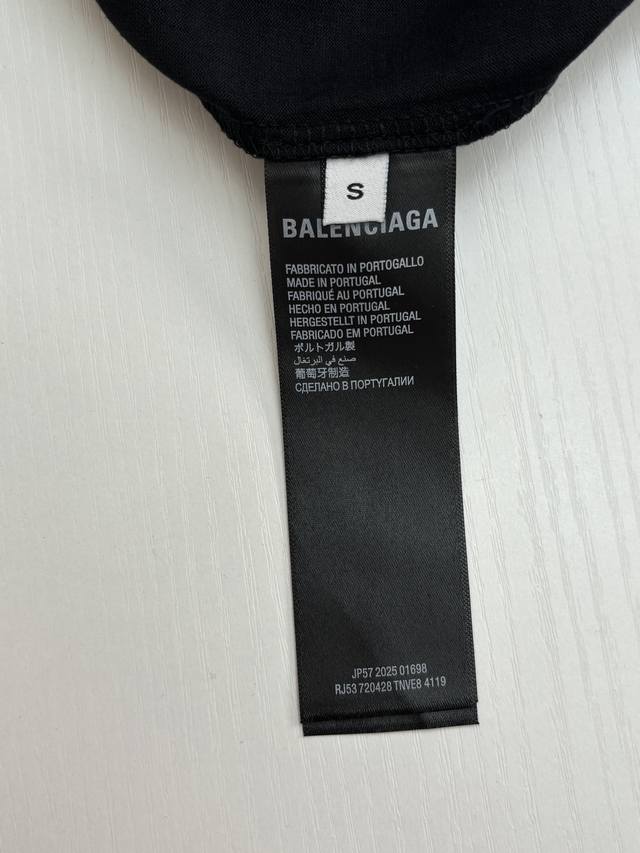 S
BALENCIAGA
FABBRICATO IN PORTOGALLO
MADE IN PORTUGAL
FABRIQUÉ AU PORTUGAL
HECHO EN PORTUGAL
HERGESTELLT IN PORTUGAL
FABRICADO EM PORTUGAL
ポルトガル製
صنع في البرتغال
葡萄牙制造
СДЕЛАНО В ПОРТУГАЛИИ
JP57 2025 01698
RJ53 720428 TNVE8 4119